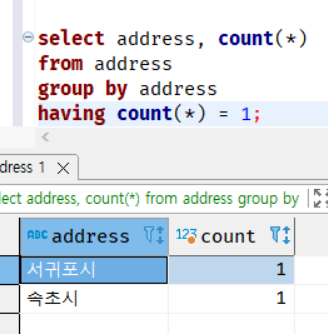 select address, count(*)
from address
group by address
having count(*) = 1;
dress 1
lect address, count(*) from address group by
ABC address 123 count
서귀포시 1
속초시 1